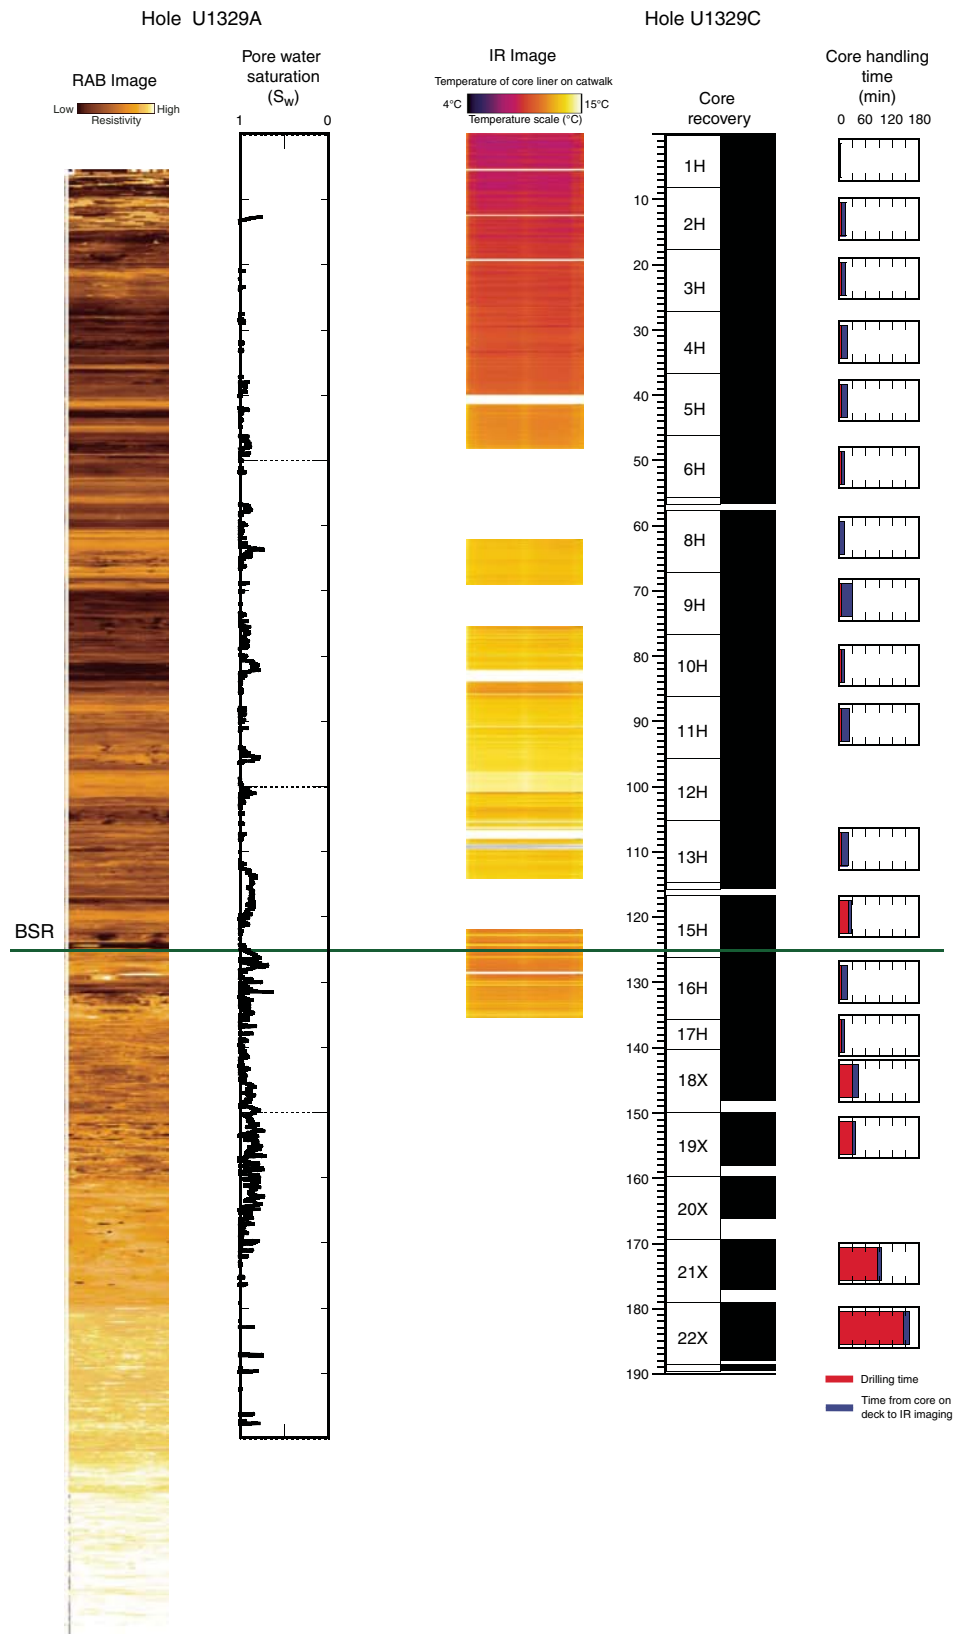 Hole U1329A
Hole U1329C
RAB Image
Low
High
Resistivity
Pore water
saturation
(Sw)
1
0
IR Image
Temperature of core liner on catwalk
4°C
15°C
Temperature scale (°C)
Core
recovery
Core handling
time
(min)
0 60 120 180
10
20
30
40
50
60
70
80
90
100
110
120
130
140
150
160
170
180
190
1H
2H
3H
4H
5H
6H
8H
9H
10H
11H
12H
13H
15H
16H
17H
18X
19X
20X
21X
22X
BSR
Drilling time
Time from core on
deck to IR imaging